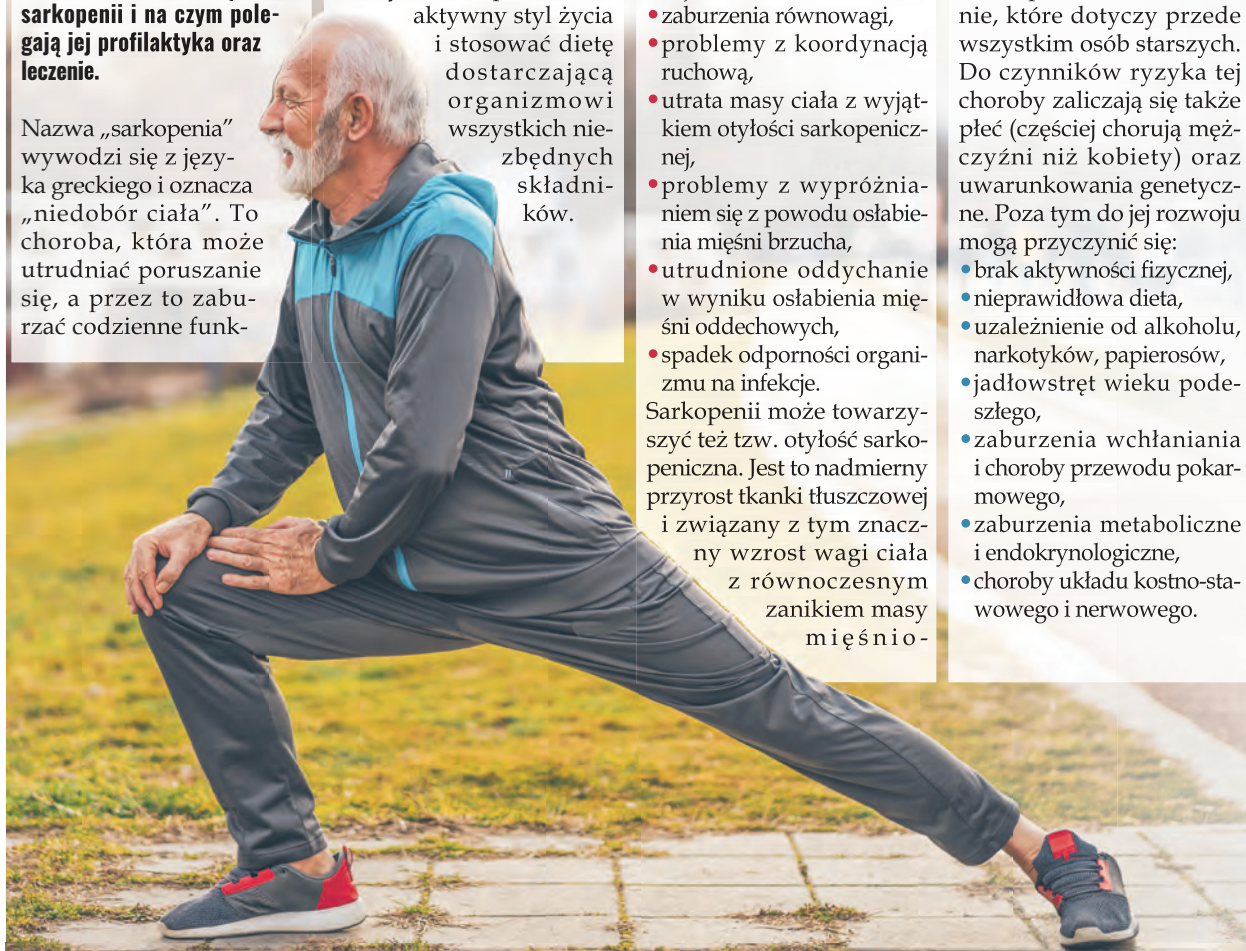 sarkopenii i na czym pole-
gają jej profilaktyka oraz
leczenie.
Nazwa „sarkopenia”
wywodzi się z języ-
ka greckiego i oznacza
„niedobór ciała”. To
choroba, która może
utrudniać poruszanie
się, a przez to zabu-
rzać codzienne funk-
aktywny styl życia
i stosować dietę
dostarczającą
organizmowi
wszystkich nie-
zbędnych
składni-
ków.
•zaburzenia równowagi,
•problemy z koordynacją
ruchową,
•utrata masy ciała z wyjąt-
kiem otyłości sarkopenicz-
nej,
•problemy z wypróżnia-
niem się z powodu osłabie-
nia mięśni brzucha,
•utrudnione oddychanie
w wyniku osłabienia mię-
śni oddechowych,
•spadek odporności organi-
zmu na infekcje.
Sarkopenii może towarzy-
szyć też tzw. otyłość sarko-
peniczna. Jest to nadmierny
przyrost tkanki tłuszczowej
i związany z tym znacz-
ny wzrost wagi ciała
z równoczesnym
zanikiem masy
mięśnio-
nie, które dotyczy przede
wszystkim osób starszych.
Do czynników ryzyka tej
choroby zaliczają się także
płeć (częściej chorują męż-
czyźni niż kobiety) oraz
uwarunkowania genetycz-
ne. Poza tym do jej rozwoju
mogą przyczynić się:
•brak aktywności fizycznej,
•nieprawidłowa dieta,
•uzależnienie od alkoholu,
narkotyków, papierosów,
•jadłowstręt wieku pode-
szłego,
•zaburzenia wchłaniania
i choroby przewodu pokar-
mowego,
•zaburzenia metaboliczne
i endokrynologiczne,
•choroby układu kostno-sta-
wowego i nerwowego.